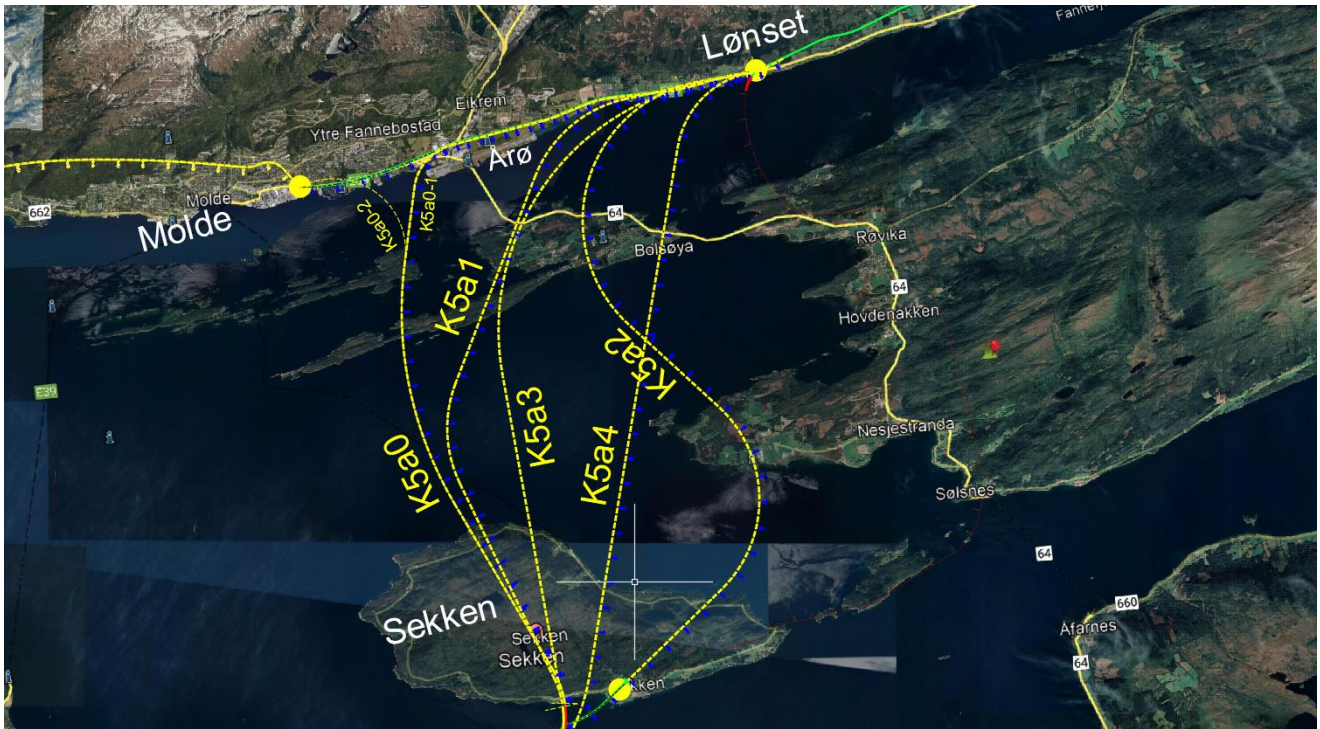 Lønset
Eikrem
Ytre Fannebostad
Årø
Molde
662
Molde
K5a0-2
K5a0-1
64
Bolsøya
Røvika
K5a1
64
Hovdenakken
K5a2
E39
K5a3
K5a0
K5a4
Nesjestranda
Sølsnes
64
660
Åfarnes
Sekken
Sekken
Sekken
64
kken